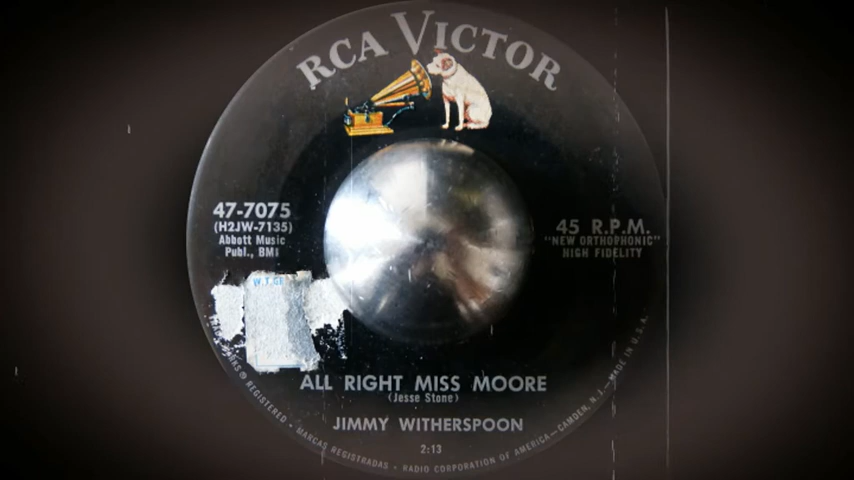 RCA VICTOR
47-7075
(H2JW-7135)
Abbott Music
Publ., BMI
45 R.P.M.
"NEW ORTHOPHONIC"
HIGH FIDELITY
W.T.G
ALL RIGHT MISS MOORE
(Jesse Stone)
JIMMY WITHERSPOON
2:13
REGISTERED • MARCAS REGISTRADAS • RADIO CORPORATION OF AMERICA—CAMDEN, N.J.—MADE IN U.S.A.